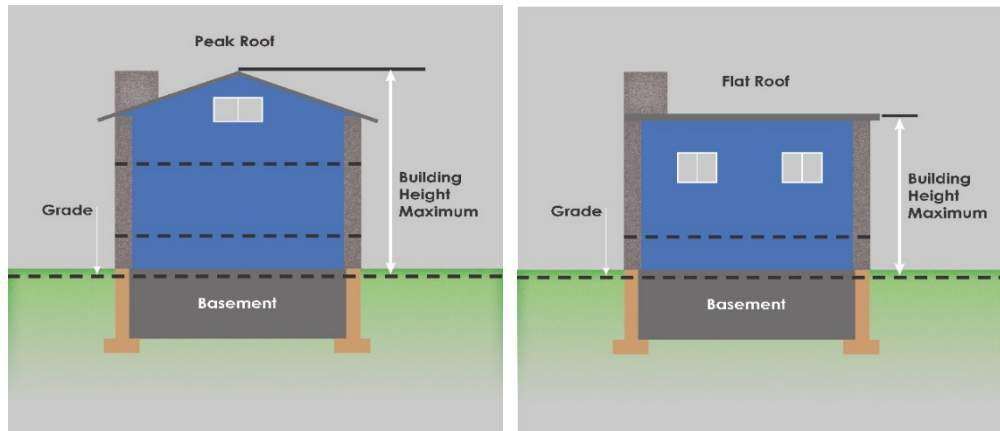 Peak Roof
Building
Height
Maximum
Grade
Basement
Flat Roof
Building
Height
Maximum
Grade
Basement